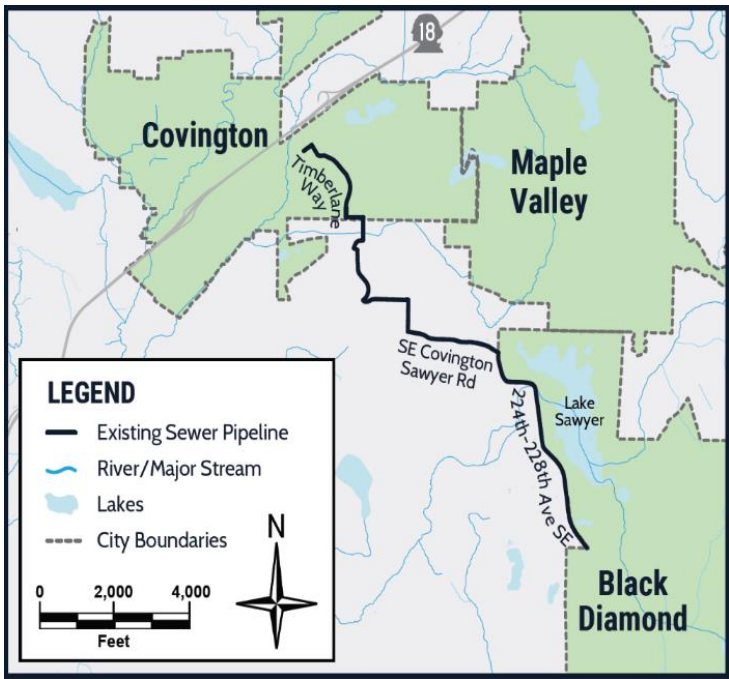 18
Covington
Maple
Valley
Timberlane
Way
SE Covington
Sawyer Rd
Lake
Sawyer
224th-228th Ave SE
Black
Diamond
LEGEND
Existing Sewer Pipeline
River/Major Stream
Lakes
City Boundaries
N
0 2,000 4,000
Feet